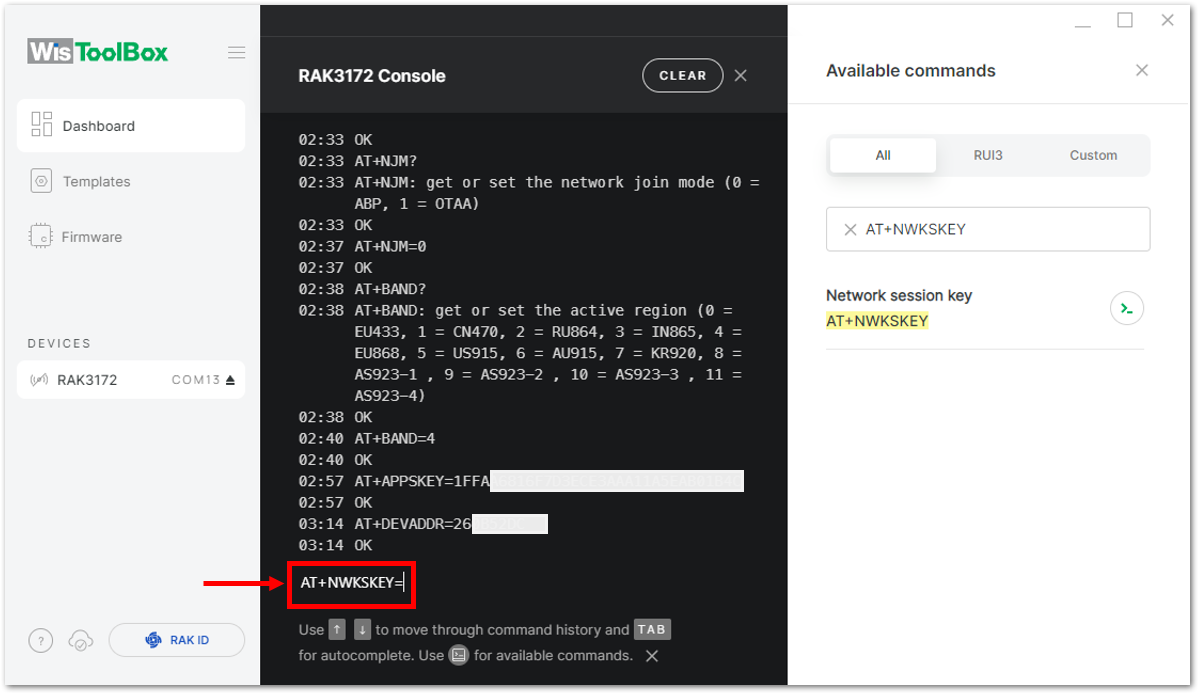 WisToolBox
Dashboard
Templates
Firmware
DEVICES
RAK3172 COM13
?
RAK ID
RAK3172 Console
CLEAR
02:33 OK
02:33 AT+NJM?
02:33 AT+NJM: get or set the network join mode (0 =
ABP, 1 = OTAA)
02:33 OK
02:37 AT+NJM=0
02:37 OK
02:38 AT+BAND?
02:38 AT+BAND: get or set the active region (0 =
EU433, 1 = CN470, 2 = RU864, 3 = IN865, 4 =
EU868, 5 = US915, 6 = AU915, 7 = KR920, 8 =
AS923-1 , 9 = AS923-2 , 10 = AS923-3 , 11 =
AS923-4)
02:38 OK
02:40 AT+BAND=4
02:40 OK
02:57 AT+APPSKEY=1FFA
02:57 OK
03:14 AT+DEVADDR=26
03:14 OK
AT+NWKSKEY=
Use ↑ ↓ to move through command history and TAB
for autocomplete. Use for available commands.
Available commands
All RUI3 Custom
AT+NWKSKEY
Network session key
AT+NWKSKEY